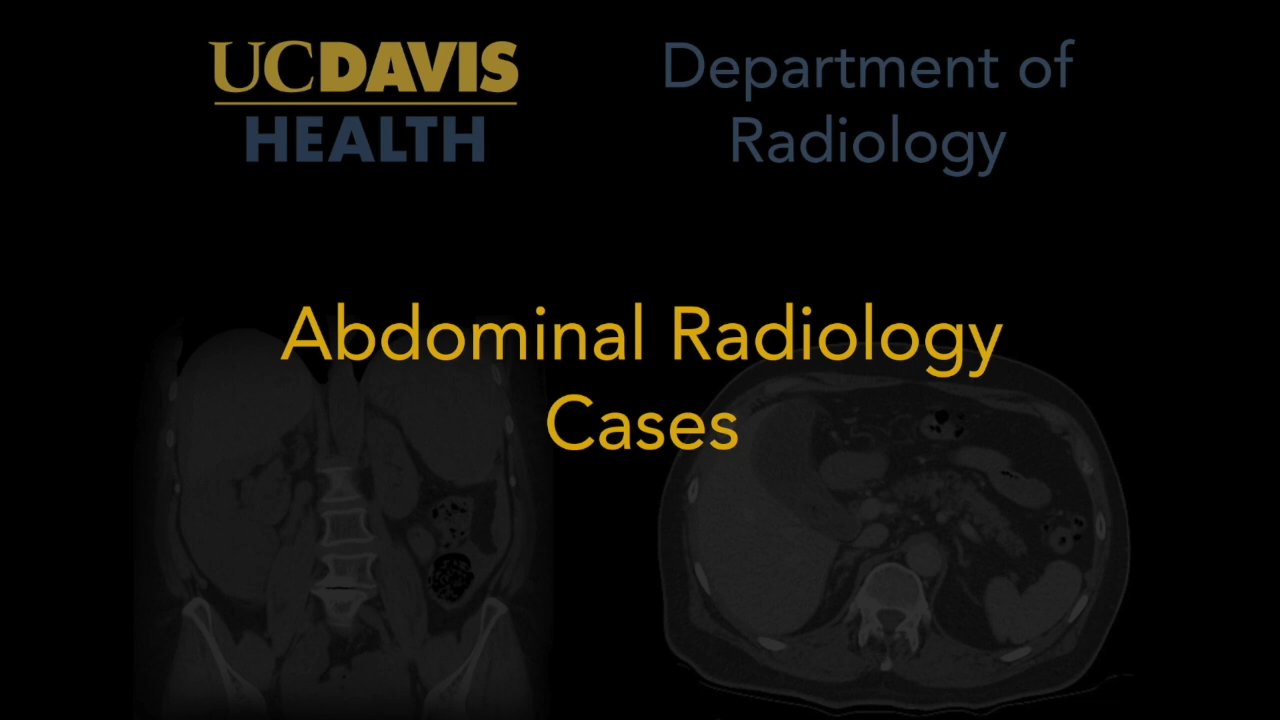 UCDAVIS
HEALTH
Department of
Radiology
Abdominal Radiology
Cases